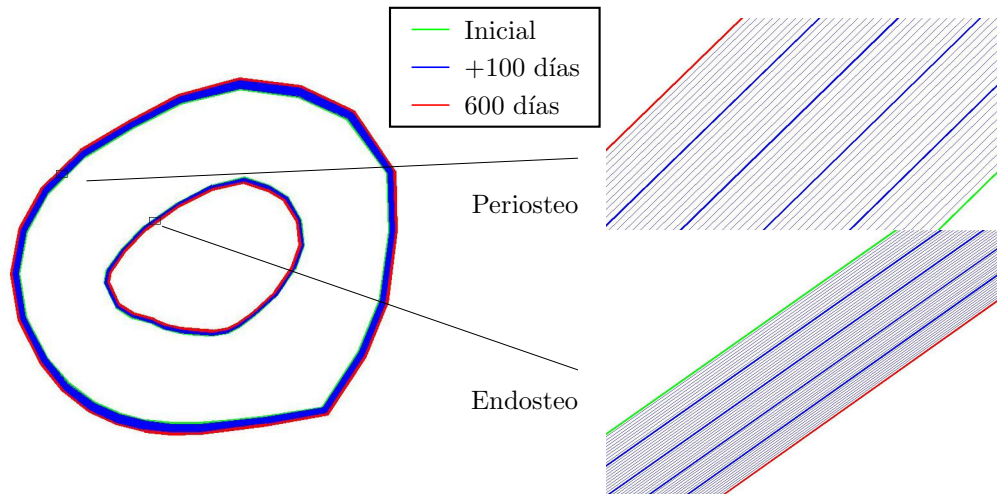 Inicial
+100 días
600 días
Periosteo
Endosteo